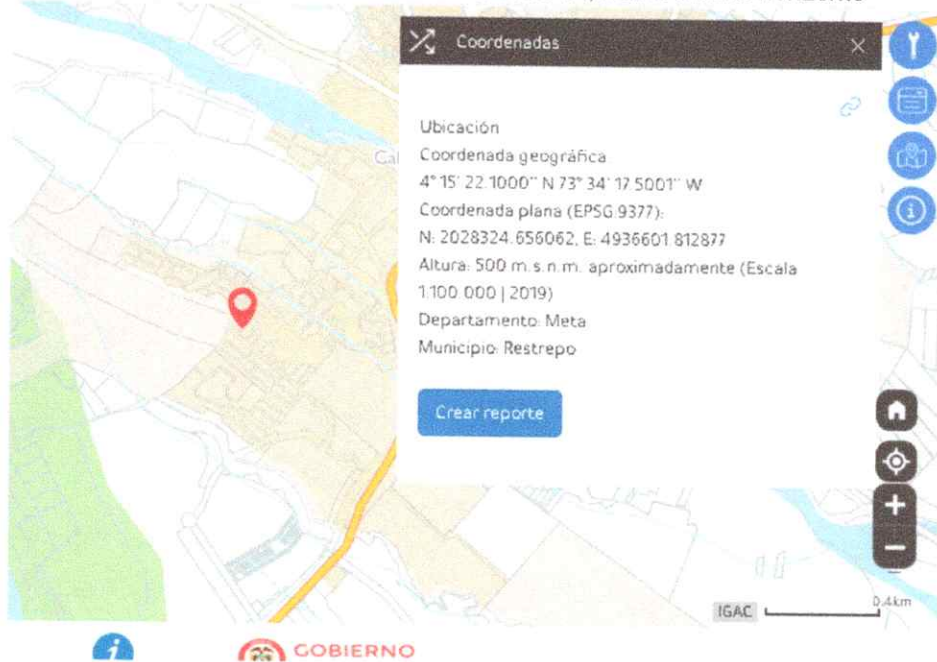 Coordenadas
Ubicación
Coordenada geográfica
4° 15' 22.1000'' N 73° 34' 17.5001'' W
Coordenada plana (EPSG:9377):
N: 2028324.656062, E: 4936601.812877
Altura: 500 m.s.n.m. aproximadamente (Escala
1:100.000 | 2019)
Departamento: Meta
Municipio: Restrepo
Crear reporte
IGAC
0.4km
GOBIERNO